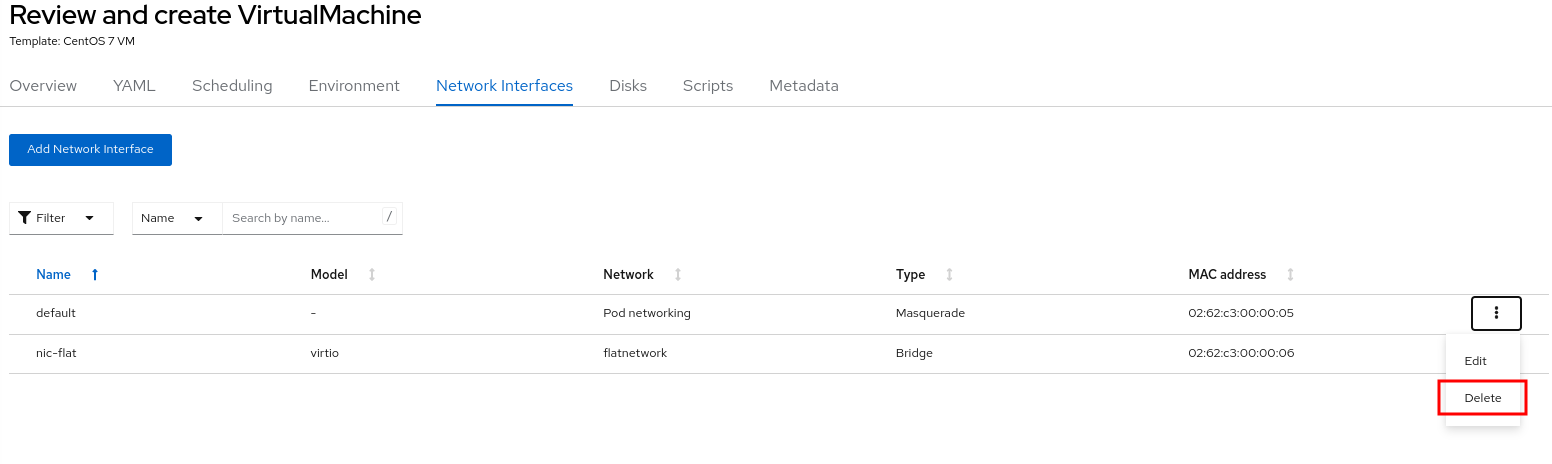 Review and create VirtualMachine
Template: CentOS 7 VM
Overview YAML Scheduling Environment Network Interfaces Disks Scripts Metadata
Add Network Interface
Filter Name Search by name... /
Name Model Network Type MAC address
default - Pod networking Masquerade 02:62:c3:00:00:05
nic-flat virtio flatnetwork Bridge 02:62:c3:00:00:06
Edit
Delete